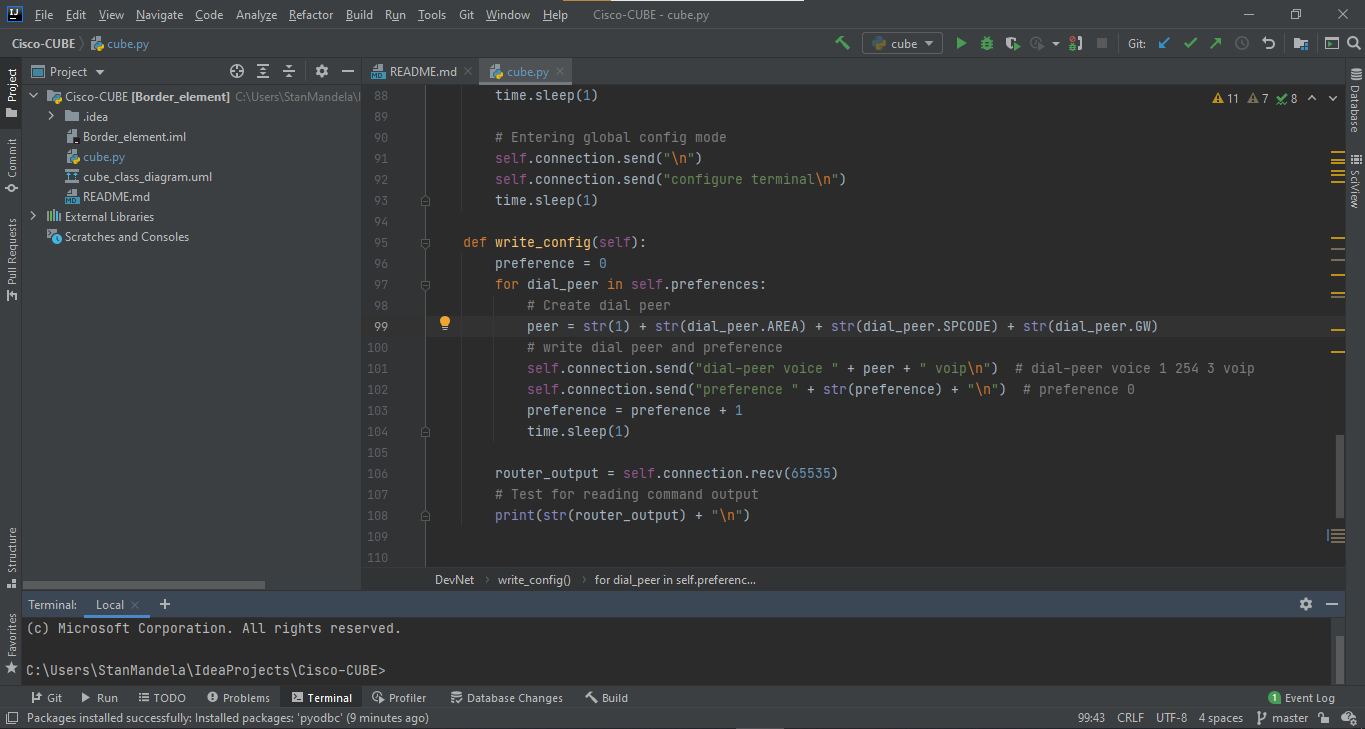 File Edit View Navigate Code Analyze Refactor Build Run Tools Git Window Help Cisco-CUBE - cube.py
Cisco-CUBE cube.py cube Git:
Project README.md cube.py
Cisco-CUBE [Border_element] C:\Users\StanMandela\
.idea
Border_element.iml
cube.py
cube_class_diagram.uml
README.md
External Libraries
Scratches and Consoles
Project
Commit
Pull Requests
Structure
Favorites
11 7 8
88 time.sleep(1)
89
90 # Entering global config mode
91 self.connection.send("\n")
92 self.connection.send("configure terminal\n")
93 time.sleep(1)
94
95 def write_config(self):
96 preference = 0
97 for dial_peer in self.preferences:
98 # Create dial peer
99 peer = str(1) + str(dial_peer.AREA) + str(dial_peer.SPCODE) + str(dial_peer.GW)
100 # write dial peer and preference
101 self.connection.send("dial-peer voice " + peer + " voip\n") # dial-peer voice 1 254 3 voip
102 self.connection.send("preference " + str(preference) + "\n") # preference 0
103 preference = preference + 1
104 time.sleep(1)
105
106 router_output = self.connection.recv(65535)
107 # Test for reading command output
108 print(str(router_output) + "\n")
109
110
Database
SciView
DevNet write_config() for dial_peer in self.preferenc...
Terminal: Local
(c) Microsoft Corporation. All rights reserved.
C:\Users\StanMandela\IdeaProjects\Cisco-CUBE>
Git Run TODO Problems Terminal Profiler Database Changes Build 1 Event Log
Packages installed successfully: Installed packages: 'pyodbc' (9 minutes ago) 99:43 CRLF UTF-8 4 spaces master